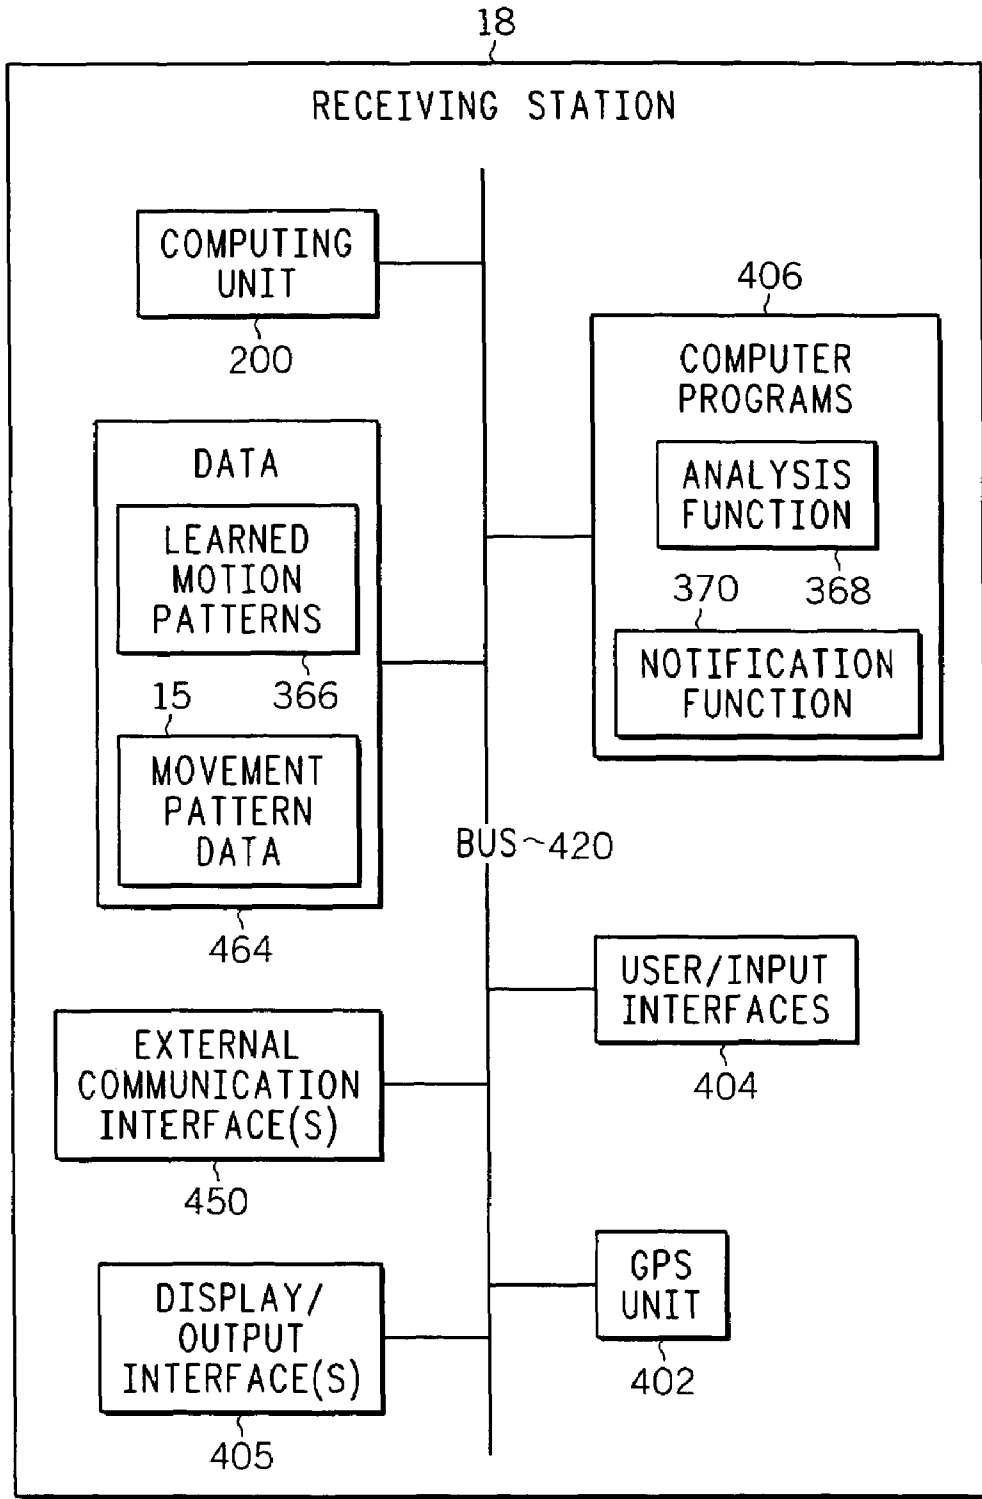 18
RECEIVING STATION
COMPUTING
UNIT
200
DATA
LEARNED
MOTION
PATTERNS
366
15
MOVEMENT
PATTERN
DATA
464
EXTERNAL
COMMUNICATION
INTERFACE(S)
450
DISPLAY/
OUTPUT
INTERFACE(S)
405
BUS~420
406
COMPUTER
PROGRAMS
ANALYSIS
FUNCTION
368
370
NOTIFICATION
FUNCTION
USER/INPUT
INTERFACES
404
GPS
UNIT
402